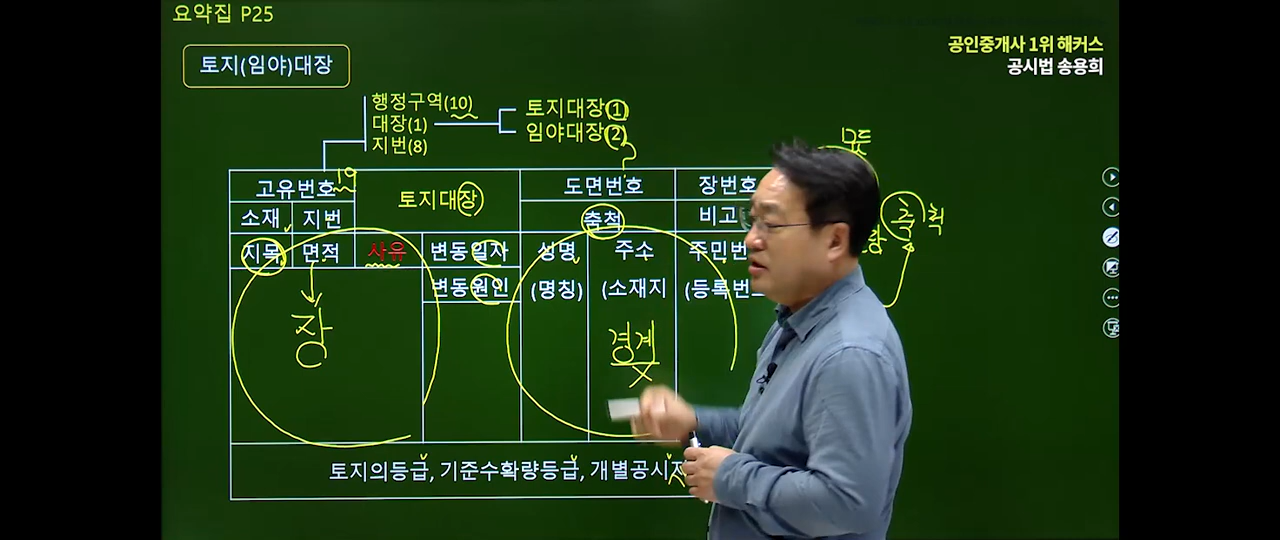 요약집 P25
공인중개사 1위 해커스
공시법 송용희
토지(임야)대장
행정구역(10)
대장(1)
지번(8)
토지대장(1)
임야대장(2)
모든
고유번호 19
토지대장
도면번호
장번호
소재
지번
축척
비고
지목
면적
사유
변동일자
성명
주소
주민번
변동원인
(명칭)
(소재지
(등록번호
장
경계
X
토지의등급, 기준수확량등급, 개별공시지